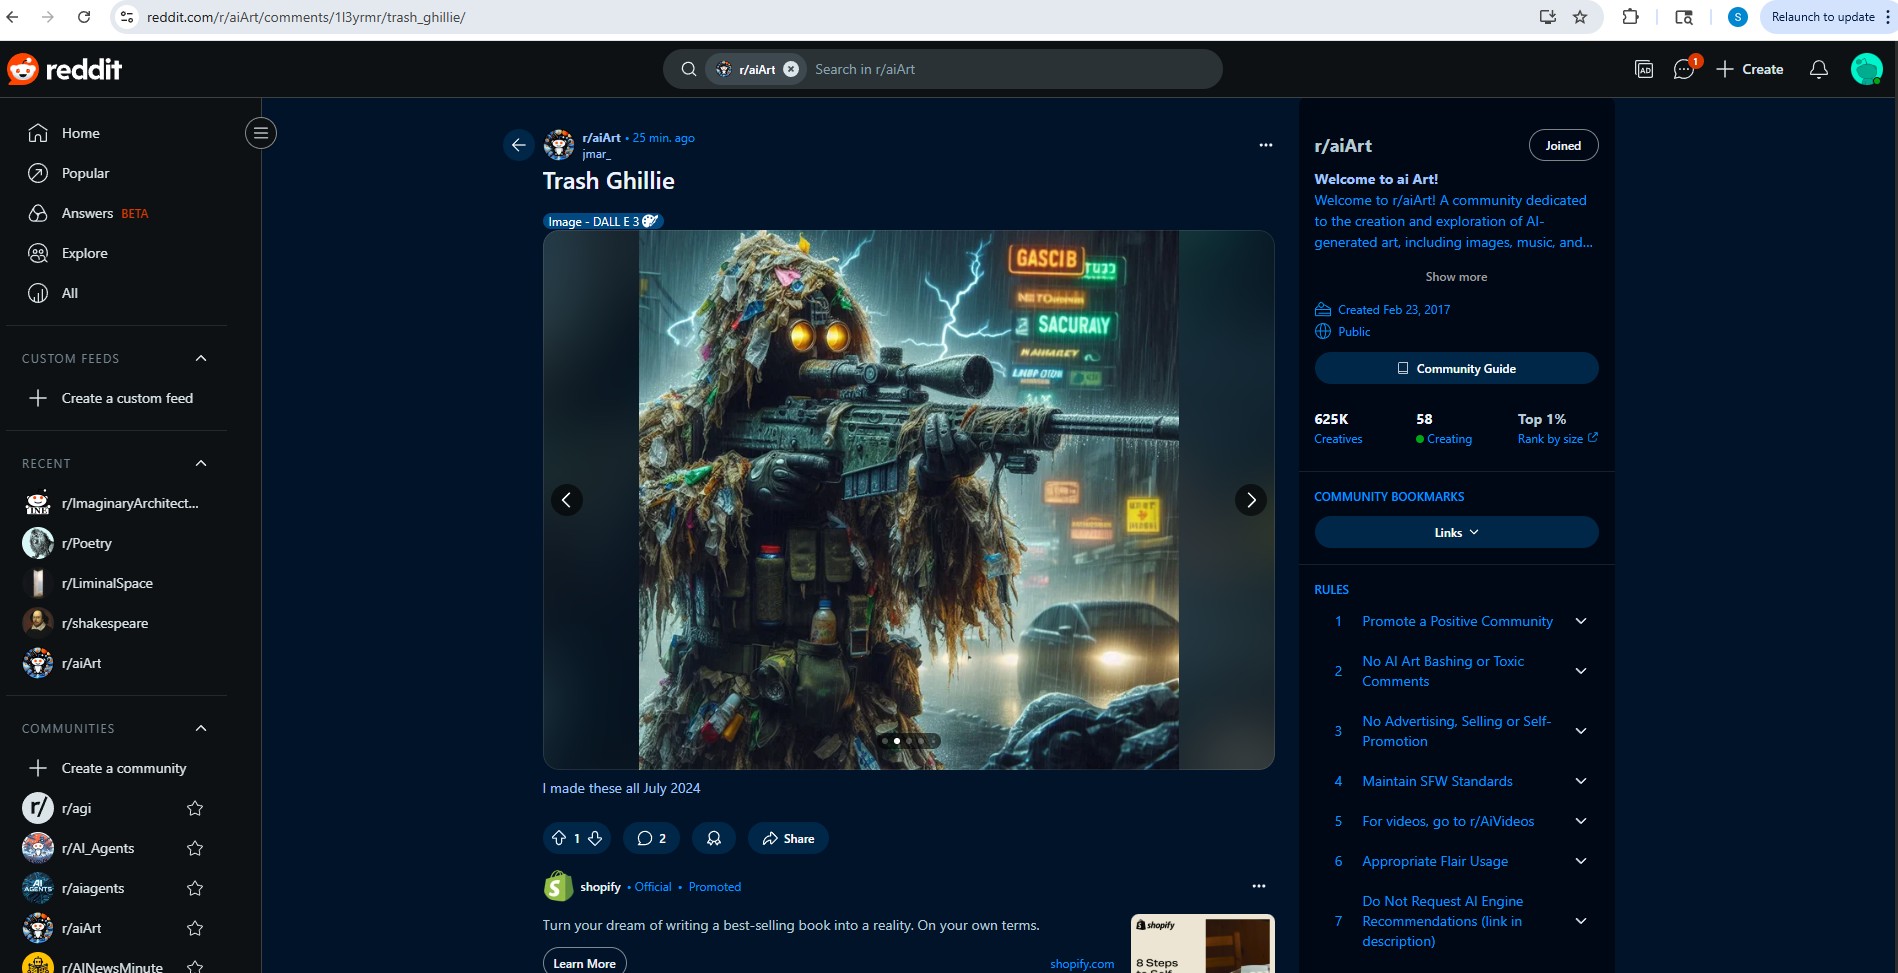 reddit.com/r/aiArt/comments/1l3yrmr/trash_ghillie/
S
Relaunch to update
reddit
r/aiArt
Search in r/aiArt
AD
1
Create
Home
Popular
Answers BETA
Explore
All
CUSTOM FEEDS
Create a custom feed
RECENT
r/ImaginaryArchitect...
r/Poetry
r/LiminalSpace
r/shakespeare
r/aiArt
COMMUNITIES
Create a community
r/
r/agi
r/AI_Agents
AI
AGENTS
r/aiagents
r/aiArt
r/AINewsMinute
r/aiArt • 25 min. ago
jmar_
Trash Ghillie
Image - DALL E 3
GASCIB
SACURAIY
I made these all July 2024
1
2
Share
shopify • Official • Promoted
Turn your dream of writing a best-selling book into a reality. On your own terms.
Learn More
shopify.com
shopify
8 Steps
to Self
r/aiArt
Joined
Welcome to ai Art!
Welcome to r/aiArt! A community dedicated
to the creation and exploration of AI-
generated art, including images, music, and...
Show more
Created Feb 23, 2017
Public
Community Guide
625K
Creatives
58
Creating
Top 1%
Rank by size
COMMUNITY BOOKMARKS
Links
RULES
1 Promote a Positive Community
2 No AI Art Bashing or Toxic
Comments
3 No Advertising, Selling or Self-
Promotion
4 Maintain SFW Standards
5 For videos, go to r/AiVideos
6 Appropriate Flair Usage
7 Do Not Request AI Engine
Recommendations (link in
description)